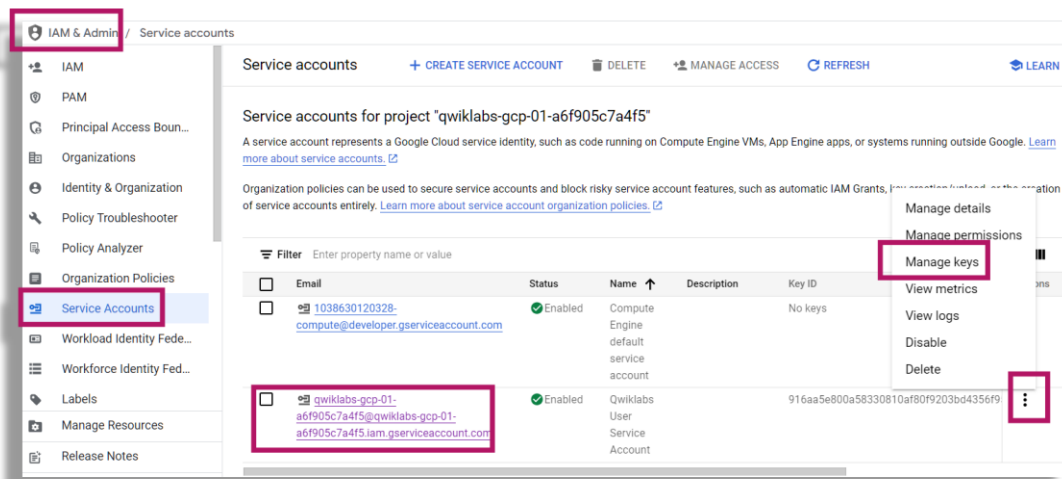 IAM & Admin / Service accounts
IAM
PAM
Principal Access Boun...
Organizations
Identity & Organization
Policy Troubleshooter
Policy Analyzer
Organization Policies
Service Accounts
Workload Identity Fede...
Workforce Identity Fed...
Labels
Manage Resources
Release Notes
Service accounts + CREATE SERVICE ACCOUNT DELETE MANAGE ACCESS REFRESH LEARN
Service accounts for project "qwiklabs-gcp-01-a6f905c7a4f5"
A service account represents a Google Cloud service identity, such as code running on Compute Engine VMs, App Engine apps, or systems running outside Google. Learn
more about service accounts.
Organization policies can be used to secure service accounts and block risky service account features, such as automatic IAM Grants, key creation/upload, or the creation
of service accounts entirely. Learn more about service account organization policies.
Filter Enter property name or value
Email Status Name Description Key ID
1038630120328-
compute@developer.gserviceaccount.com
Enabled
Compute
Engine
default
service
account
No keys
qwiklabs-gcp-01-
a6f905c7a4f5@qwiklabs-gcp-01-
a6f905c7a4f5.iam.gserviceaccount.com
Enabled
Qwiklabs
User
Service
Account
916aa5e800a58330810af80f9203bd4356f9
Manage details
Manage permissions
Manage keys
View metrics
View logs
Disable
Delete